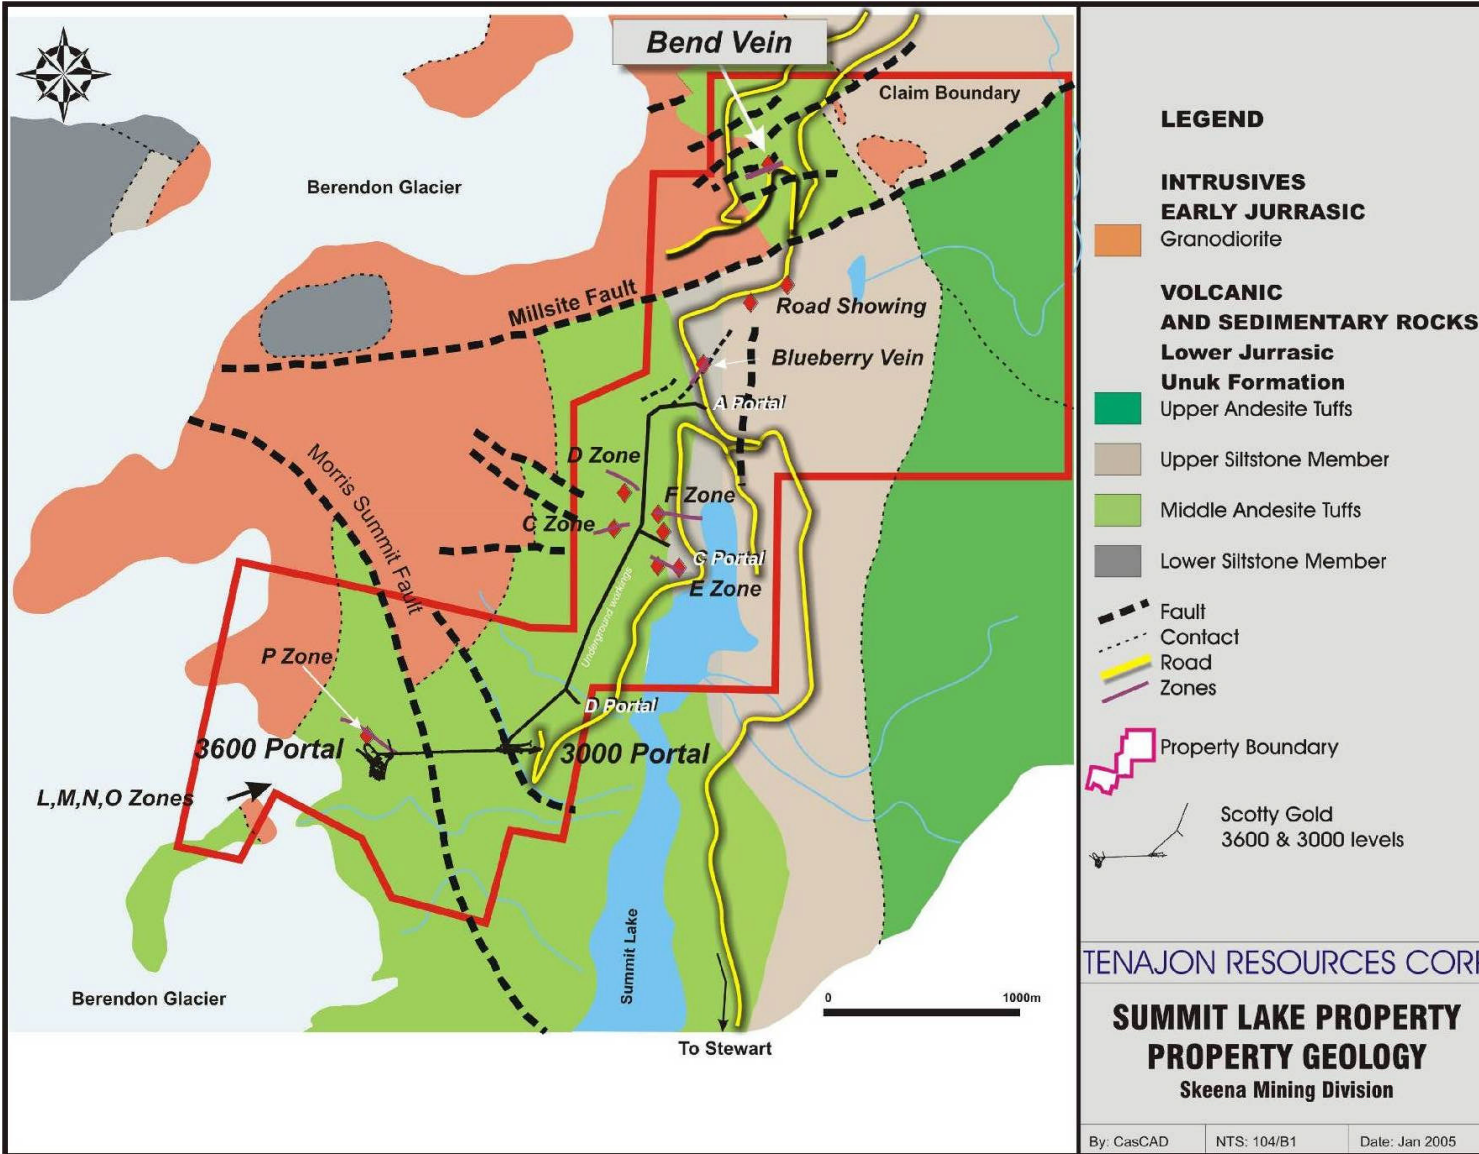 Bend Vein
Claim Boundary
Berendon Glacier
Millsite Fault
Road Showing
Blueberry Vein
A Portal
D Zone
F Zone
C Zone
C Portal
E Zone
Morris Summit Fault
Underground workings
P Zone
D Portal
3600 Portal
3000 Portal
L,M,N,O Zones
Summit Lake
Berendon Glacier
0 1000m
To Stewart
LEGEND
INTRUSIVES
EARLY JURRASIC
Granodiorite
VOLCANIC
AND SEDIMENTARY ROCKS
Lower Jurrasic
Unuk Formation
Upper Andesite Tuffs
Upper Siltstone Member
Middle Andesite Tuffs
Lower Siltstone Member
Fault
Contact
Road
Zones
Property Boundary
Scotty Gold
3600 & 3000 levels
TENAJON RESOURCES CORP
SUMMIT LAKE PROPERTY
PROPERTY GEOLOGY
Skeena Mining Division
By: CasCAD NTS: 104/B1 Date: Jan 2005